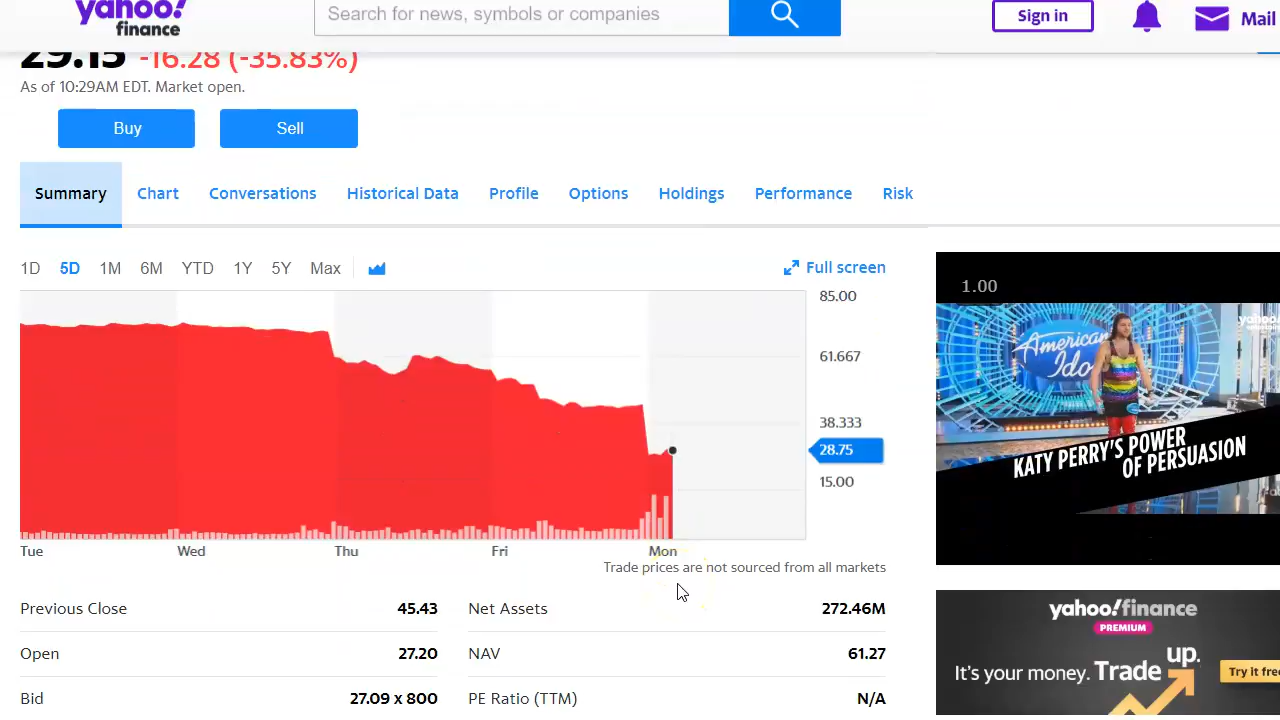 yahoo!
finance
Search for news, symbols or companies
Sign in
Mail
29.15 -16.28 (-35.83%)
As of 10:29AM EDT. Market open.
Buy Sell
Summary Chart Conversations Historical Data Profile Options Holdings Performance Risk
1D 5D 1M 6M YTD 1Y 5Y Max Full screen
85.00
61.667
38.333
28.75
15.00
Tue Wed Thu Fri Mon
Trade prices are not sourced from all markets
Previous Close 45.43 Net Assets 272.46M
Open 27.20 NAV 61.27
Bid 27.09 x 800 PE Ratio (TTM) N/A
1.00
AMERICAN
KATY PERRY'S POWER
OF PERSUASION
yahoo!finance
PREMIUM
It's your money. Trade up.
Try it